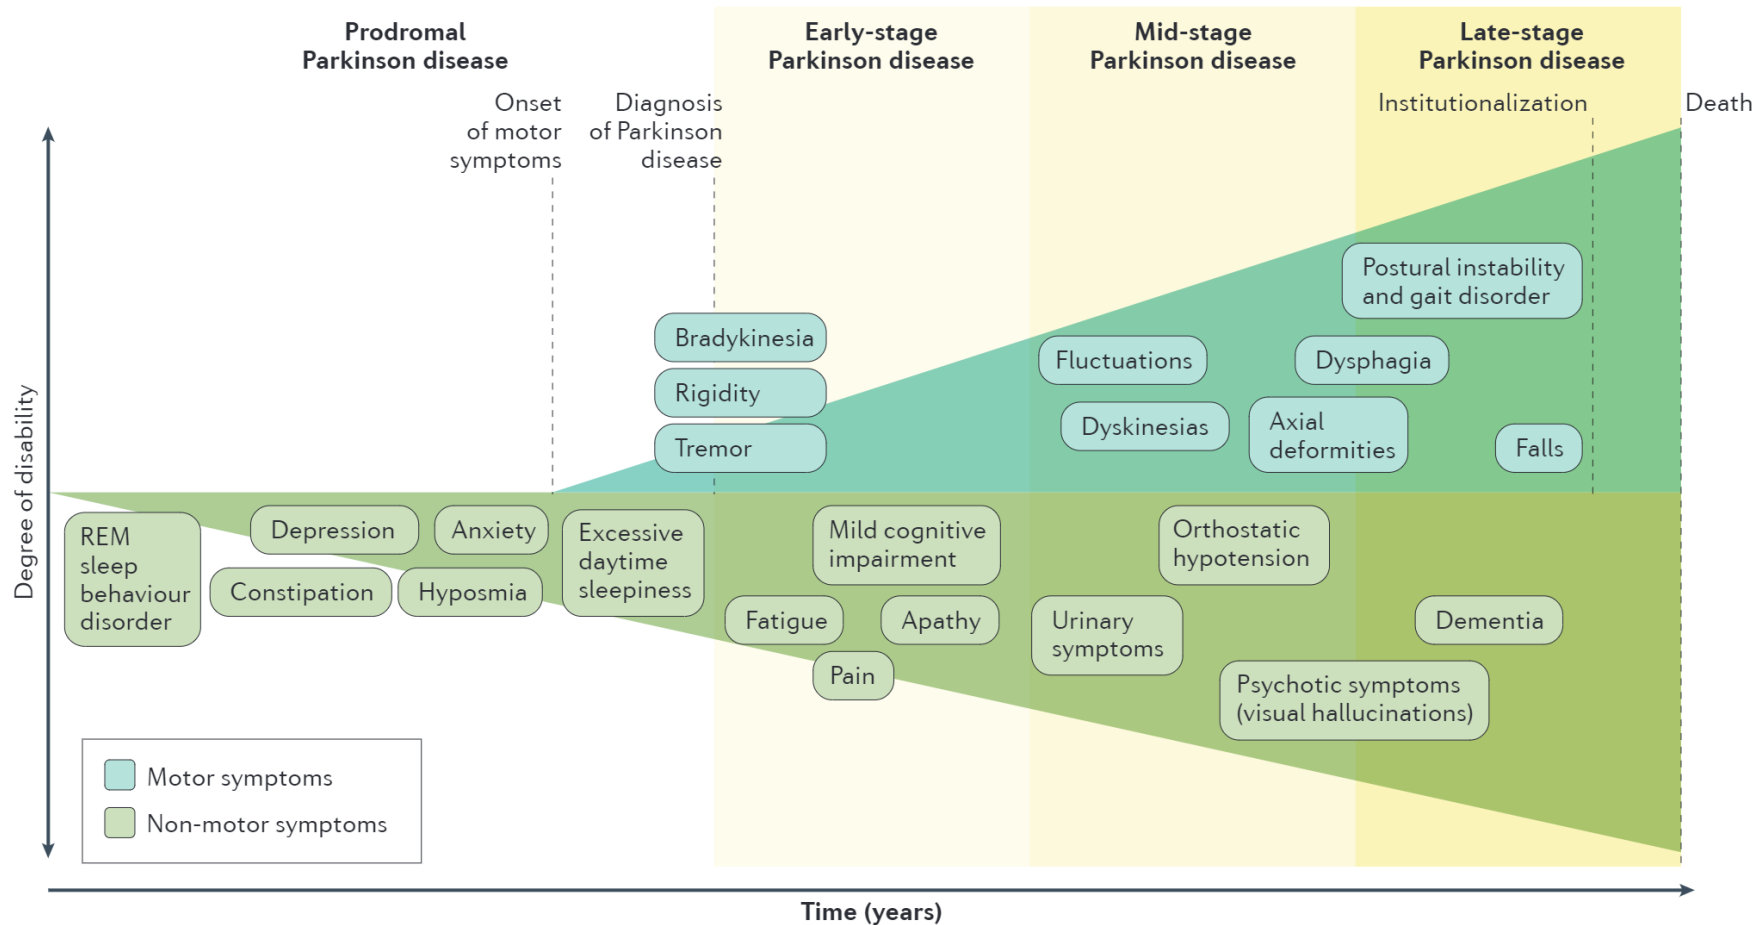 Prodromal
Parkinson disease
Early-stage
Parkinson disease
Mid-stage
Parkinson disease
Late-stage
Parkinson disease
Onset
of motor
symptoms
Diagnosis
of Parkinson
disease
Institutionalization
Death
Degree of disability
Bradykinesia
Rigidity
Tremor
Fluctuations
Dyskinesias
Postural instability
and gait disorder
Dysphagia
Axial
deformities
Falls
REM
sleep
behaviour
disorder
Depression
Anxiety
Constipation
Hyposmia
Excessive
daytime
sleepiness
Mild cognitive
impairment
Fatigue
Apathy
Pain
Orthostatic
hypotension
Urinary
symptoms
Dementia
Psychotic symptoms
(visual hallucinations)
Motor symptoms
Non-motor symptoms
Time (years)